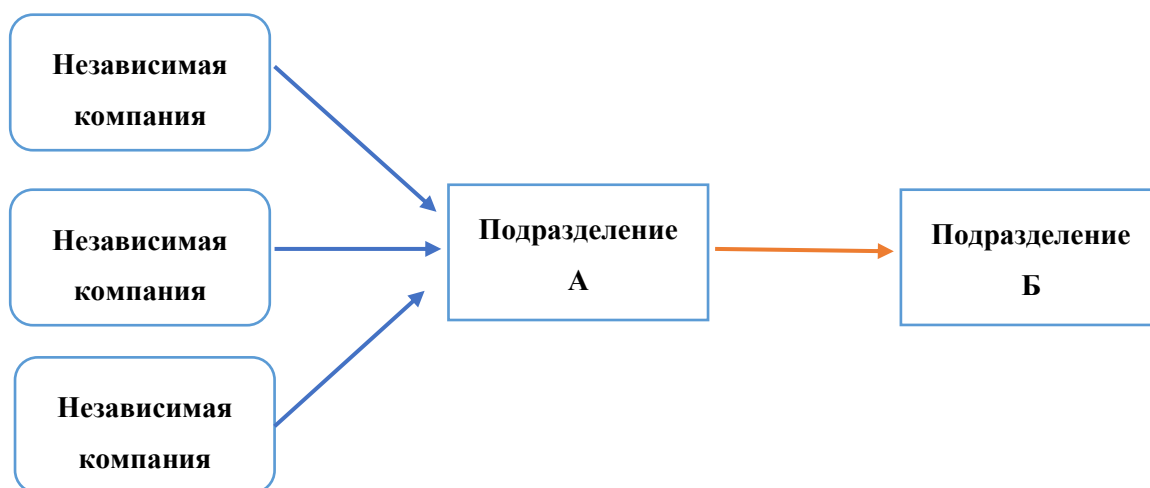 Независимая
компания
Независимая
компания
Независимая
компания
Подразделение
А
Подразделение
Б